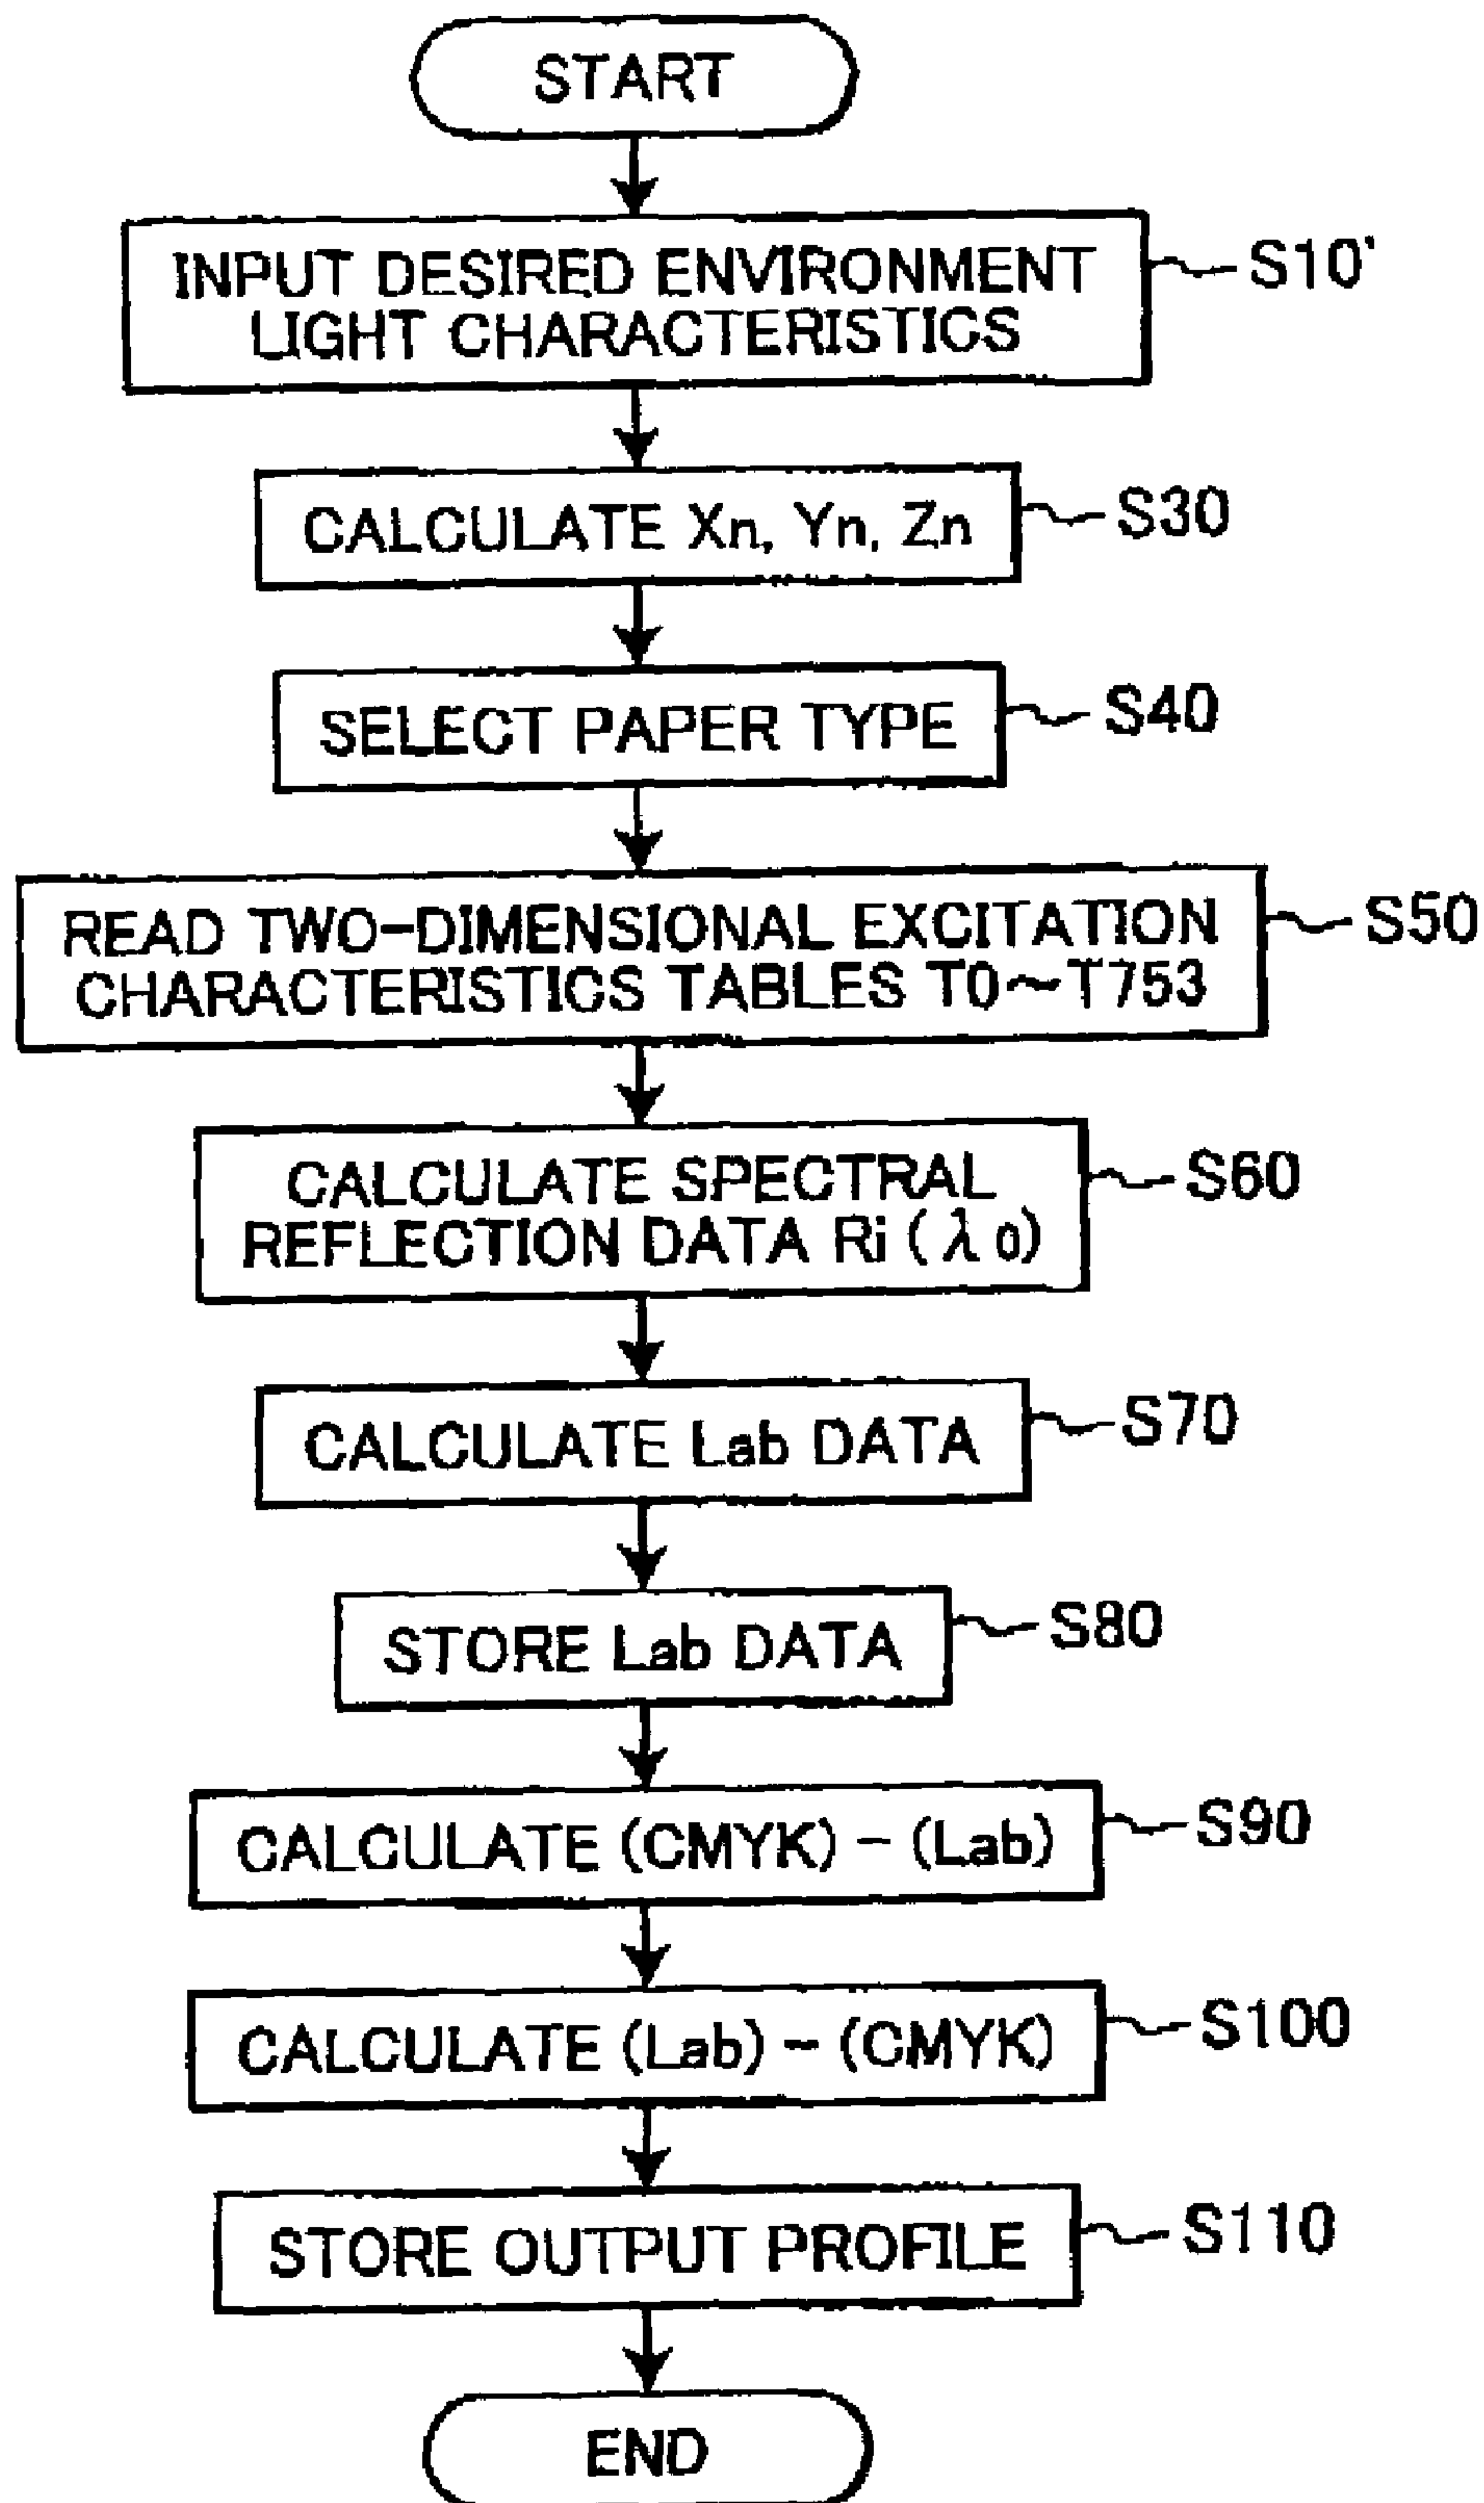 START
INPUT DESIRED ENVIRONMENT
LIGHT CHARACTERISTICS
S10'
CALCULATE Xn, Yn, Zn
S30
SELECT PAPER TYPE
S40
READ TWO-DIMENSIONAL EXCITATION
CHARACTERISTICS TABLES T0~T753
S50
CALCULATE SPECTRAL
REFLECTION DATA Ri (λo)
S60
CALCULATE Lab DATA
S70
STORE Lab DATA
S80
CALCULATE (CMYK) - (Lab)
S90
CALCULATE (Lab) - (CMYK)
S100
STORE OUTPUT PROFILE
S110
END